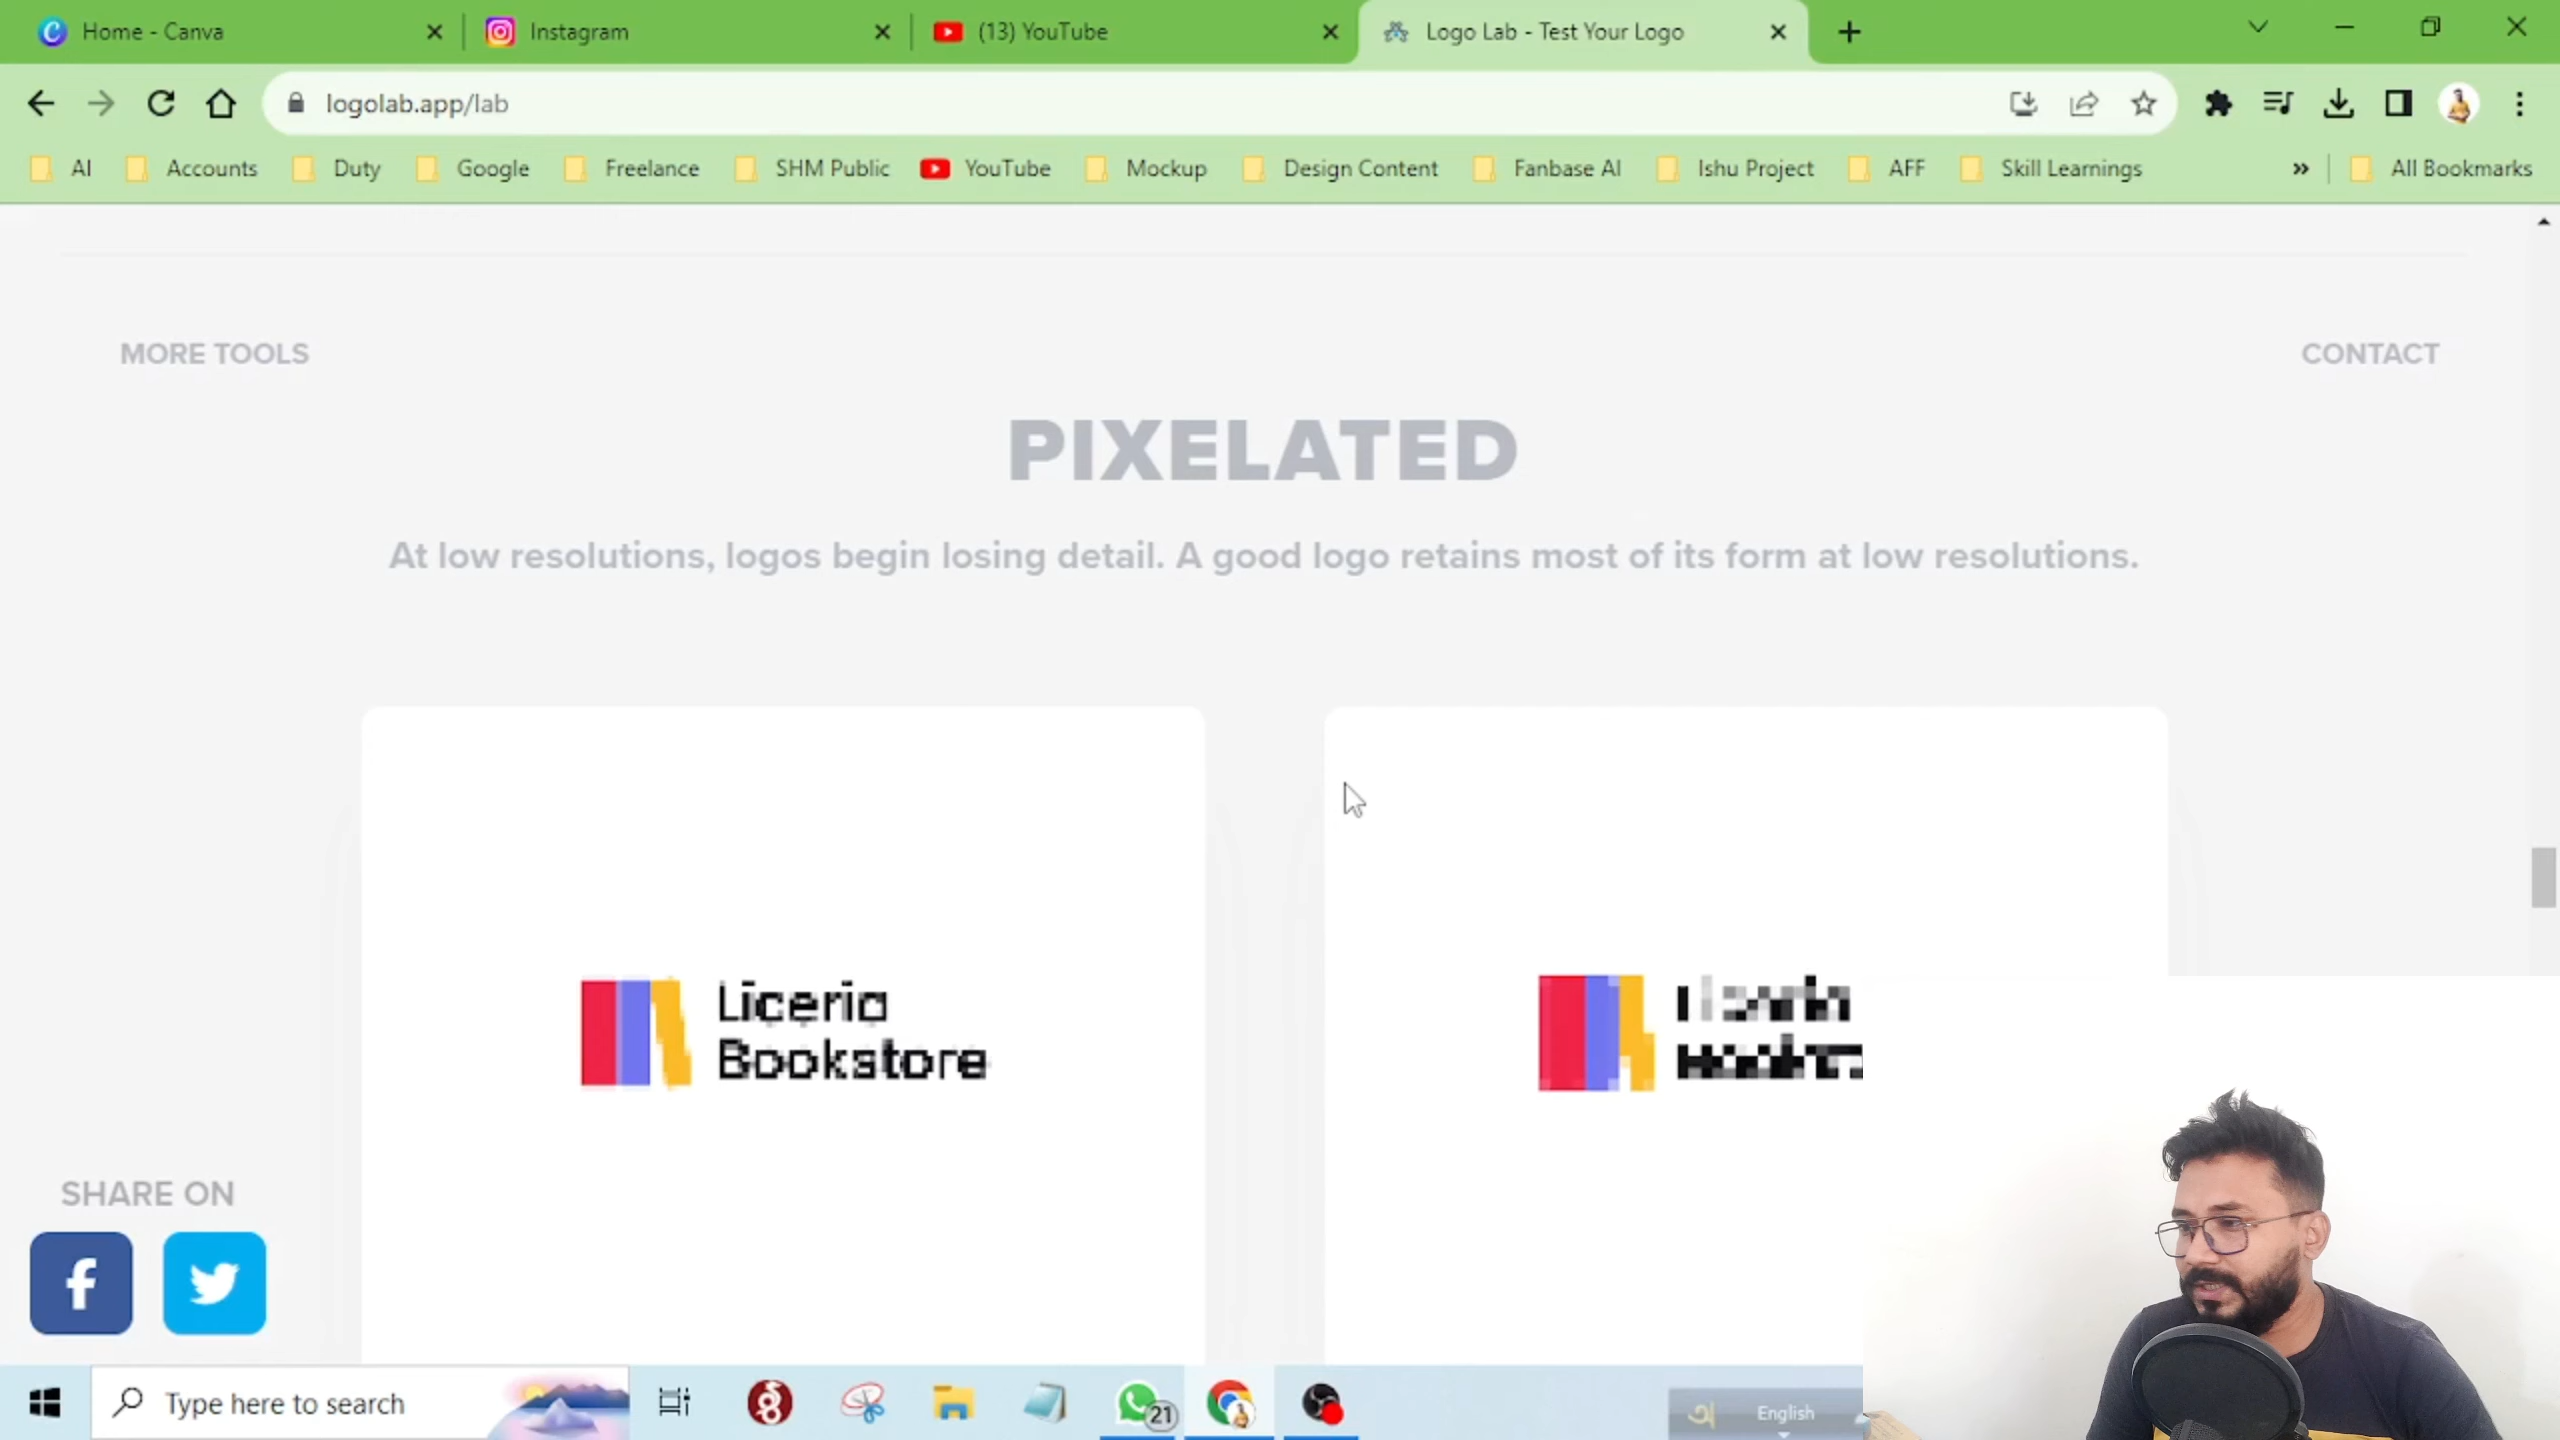 Home - Canva
Instagram
(13) YouTube
Logo Lab - Test Your Logo
logolab.app/lab
AI
Accounts
Duty
Google
Freelance
SHM Public
YouTube
Mockup
Design Content
Fanbase AI
Ishu Project
AFF
Skill Learnings
»
All Bookmarks
MORE TOOLS
CONTACT
PIXELATED
At low resolutions, logos begin losing detail. A good logo retains most of its form at low resolutions.
Liceria
Bookstore
SHARE ON
Type here to search
21
অ English